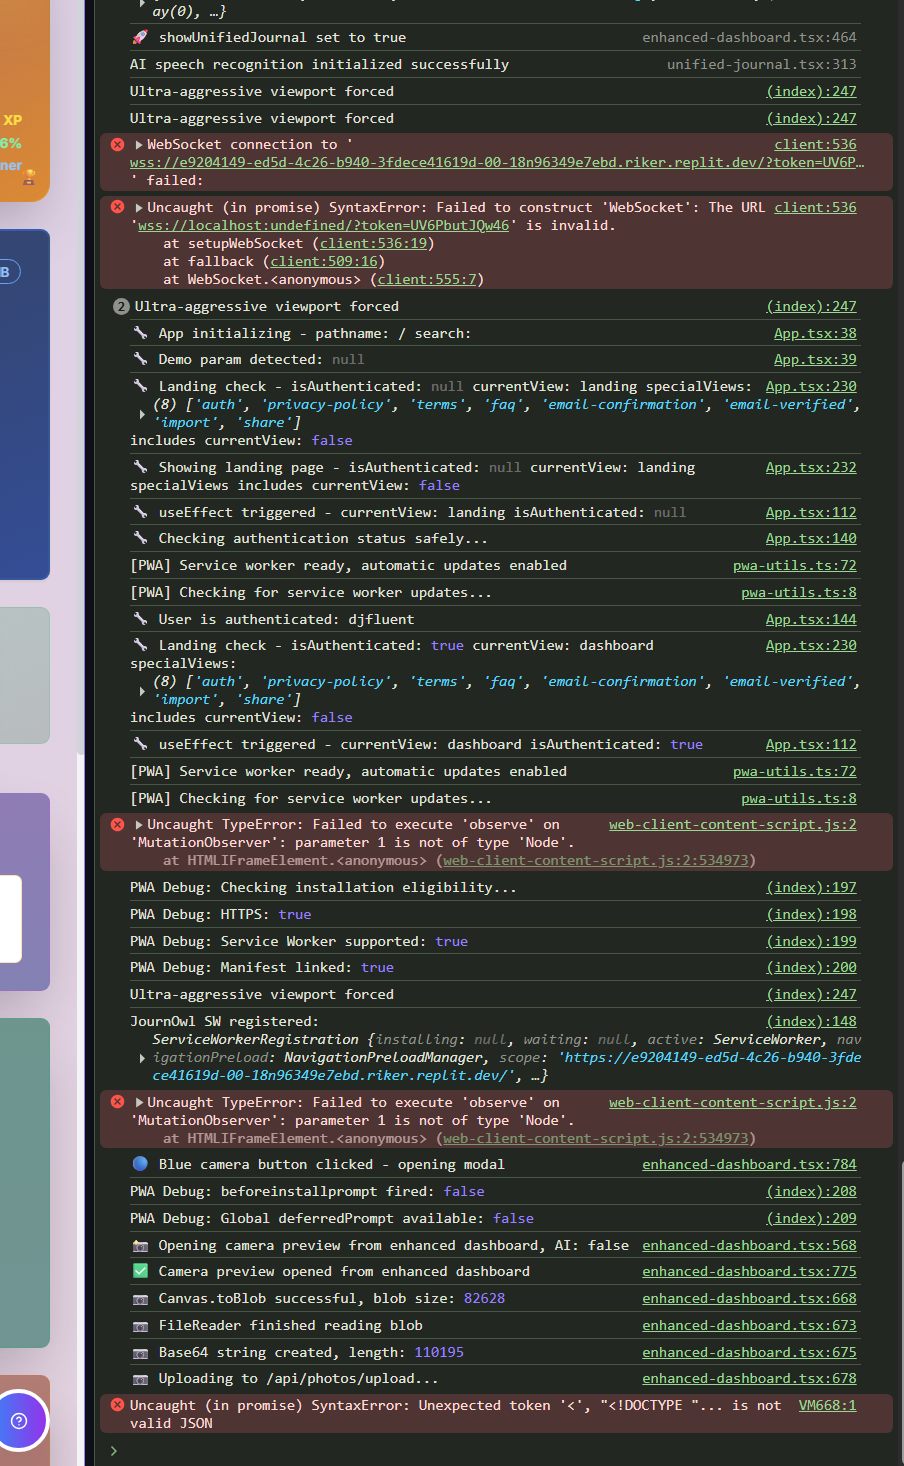 ay(0), …}
🚀 showUnifiedJournal set to true enhanced-dashboard.tsx:464
AI speech recognition initialized successfully unified-journal.tsx:313
Ultra-aggressive viewport forced (index):247
Ultra-aggressive viewport forced (index):247
WebSocket connection to ' client:536
wss://e9204149-ed5d-4c26-b940-3fdece41619d-00-18n96349e7ebd.riker.replit.dev/?token=UV6P…
' failed:
Uncaught (in promise) SyntaxError: Failed to construct 'WebSocket': The URL client:536
'wss://localhost:undefined/?token=UV6PbutJQw46' is invalid.
at setupWebSocket (client:536:19)
at fallback (client:509:16)
at WebSocket.<anonymous> (client:555:7)
2 Ultra-aggressive viewport forced (index):247
🔧 App initializing - pathname: / search: App.tsx:38
🔧 Demo param detected: null App.tsx:39
🔧 Landing check - isAuthenticated: null currentView: landing specialViews: App.tsx:230
(8) ['auth', 'privacy-policy', 'terms', 'faq', 'email-confirmation', 'email-verified',
'import', 'share']
includes currentView: false
🔧 Showing landing page - isAuthenticated: null currentView: landing App.tsx:232
specialViews includes currentView: false
🔧 useEffect triggered - currentView: landing isAuthenticated: null App.tsx:112
🔧 Checking authentication status safely... App.tsx:140
[PWA] Service worker ready, automatic updates enabled pwa-utils.ts:72
[PWA] Checking for service worker updates... pwa-utils.ts:8
🔧 User is authenticated: djfluent App.tsx:144
🔧 Landing check - isAuthenticated: true currentView: dashboard App.tsx:230
specialViews:
(8) ['auth', 'privacy-policy', 'terms', 'faq', 'email-confirmation', 'email-verified',
'import', 'share']
includes currentView: false
🔧 useEffect triggered - currentView: dashboard isAuthenticated: true App.tsx:112
[PWA] Service worker ready, automatic updates enabled pwa-utils.ts:72
[PWA] Checking for service worker updates... pwa-utils.ts:8
Uncaught TypeError: Failed to execute 'observe' on web-client-content-script.js:2
'MutationObserver': parameter 1 is not of type 'Node'.
at HTMLIFrameElement.<anonymous> (web-client-content-script.js:2:534973)
PWA Debug: Checking installation eligibility... (index):197
PWA Debug: HTTPS: true (index):198
PWA Debug: Service Worker supported: true (index):199
PWA Debug: Manifest linked: true (index):200
Ultra-aggressive viewport forced (index):247
JournOwl SW registered: (index):148
ServiceWorkerRegistration {installing: null, waiting: null, active: ServiceWorker, nav
igationPreload: NavigationPreloadManager, scope: 'https://e9204149-ed5d-4c26-b940-3fde
ce41619d-00-18n96349e7ebd.riker.replit.dev/', …}
Uncaught TypeError: Failed to execute 'observe' on web-client-content-script.js:2
'MutationObserver': parameter 1 is not of type 'Node'.
at HTMLIFrameElement.<anonymous> (web-client-content-script.js:2:534973)
🔵 Blue camera button clicked - opening modal enhanced-dashboard.tsx:784
PWA Debug: beforeinstallprompt fired: false (index):208
PWA Debug: Global deferredPrompt available: false (index):209
📸 Opening camera preview from enhanced dashboard, AI: false enhanced-dashboard.tsx:568
✅ Camera preview opened from enhanced dashboard enhanced-dashboard.tsx:775
📷 Canvas.toBlob successful, blob size: 82628 enhanced-dashboard.tsx:668
📷 FileReader finished reading blob enhanced-dashboard.tsx:673
📷 Base64 string created, length: 110195 enhanced-dashboard.tsx:675
📷 Uploading to /api/photos/upload... enhanced-dashboard.tsx:678
Uncaught (in promise) SyntaxError: Unexpected token '<', "<!DOCTYPE "... is not VM668:1
valid JSON
XP
6%
ner
B